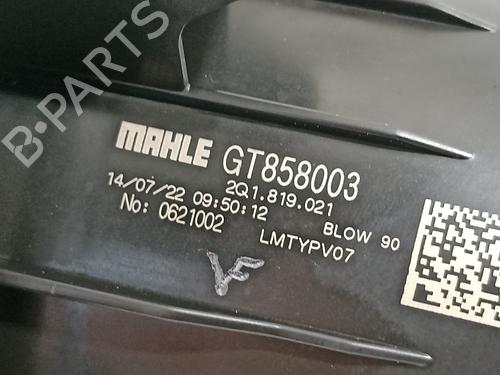 B-PARTS
MAHLE GT858003
2Q1.819.021
14/07/22 09:50:12 BLOW 90
No: 0621002 LMTYPV07
VF